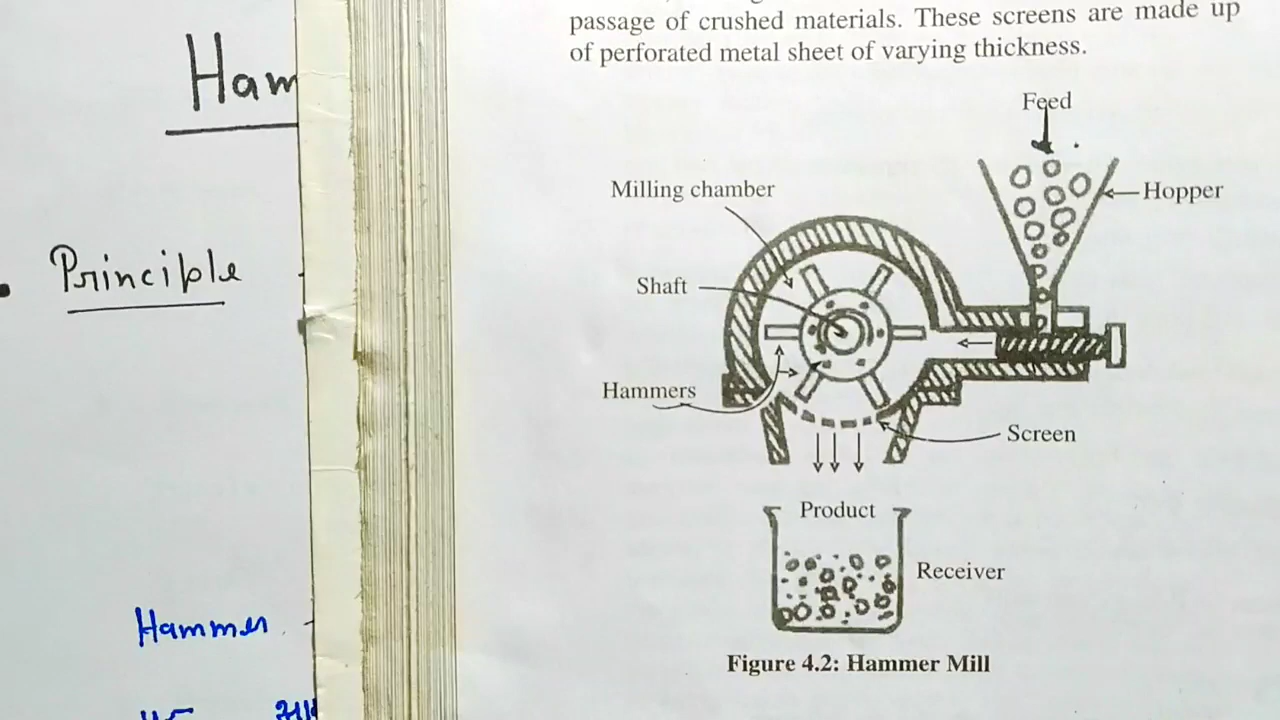 Ham
Principle
Hammer
passage of crushed materials. These screens are made up
of perforated metal sheet of varying thickness.
Feed
Milling chamber
Hopper
Shaft
Hammers
Screen
Product
Receiver
Figure 4.2: Hammer Mill